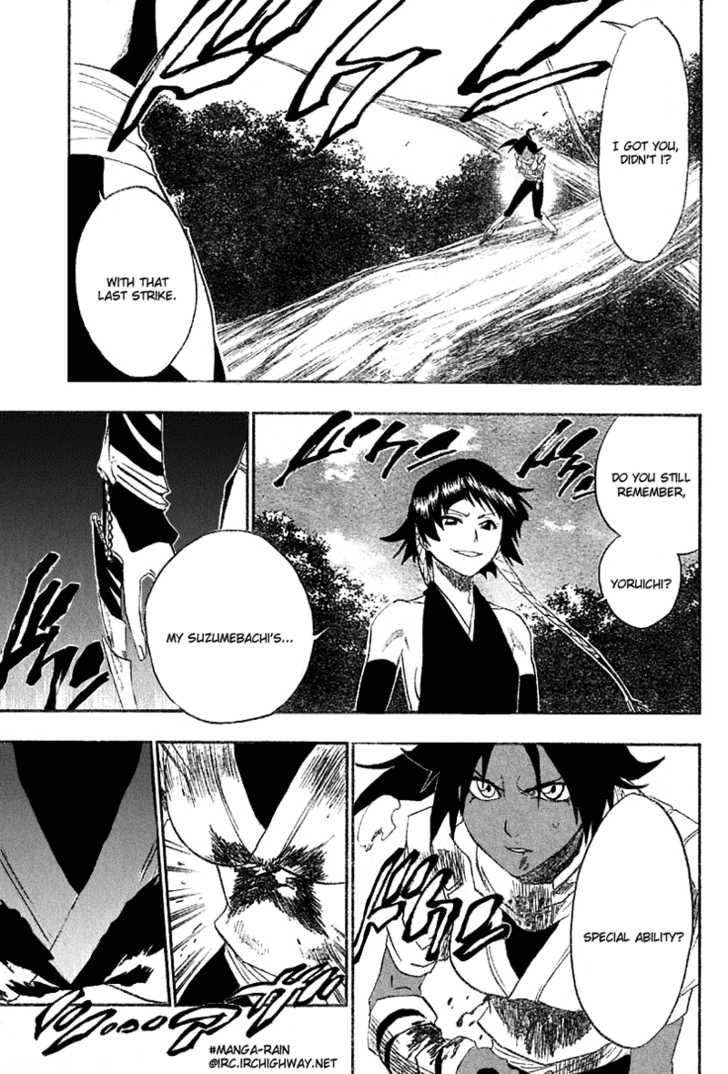 I GOT YOU,
DIDN'T I?
WITH THAT
LAST STRIKE.
DO YOU STILL
REMEMBER,
YORUICHI?
MY SUZUMEBACHI'S...
SPECIAL ABILITY?
#MANGA-RAIN
@IRC.IRCHIGHWAY.NET